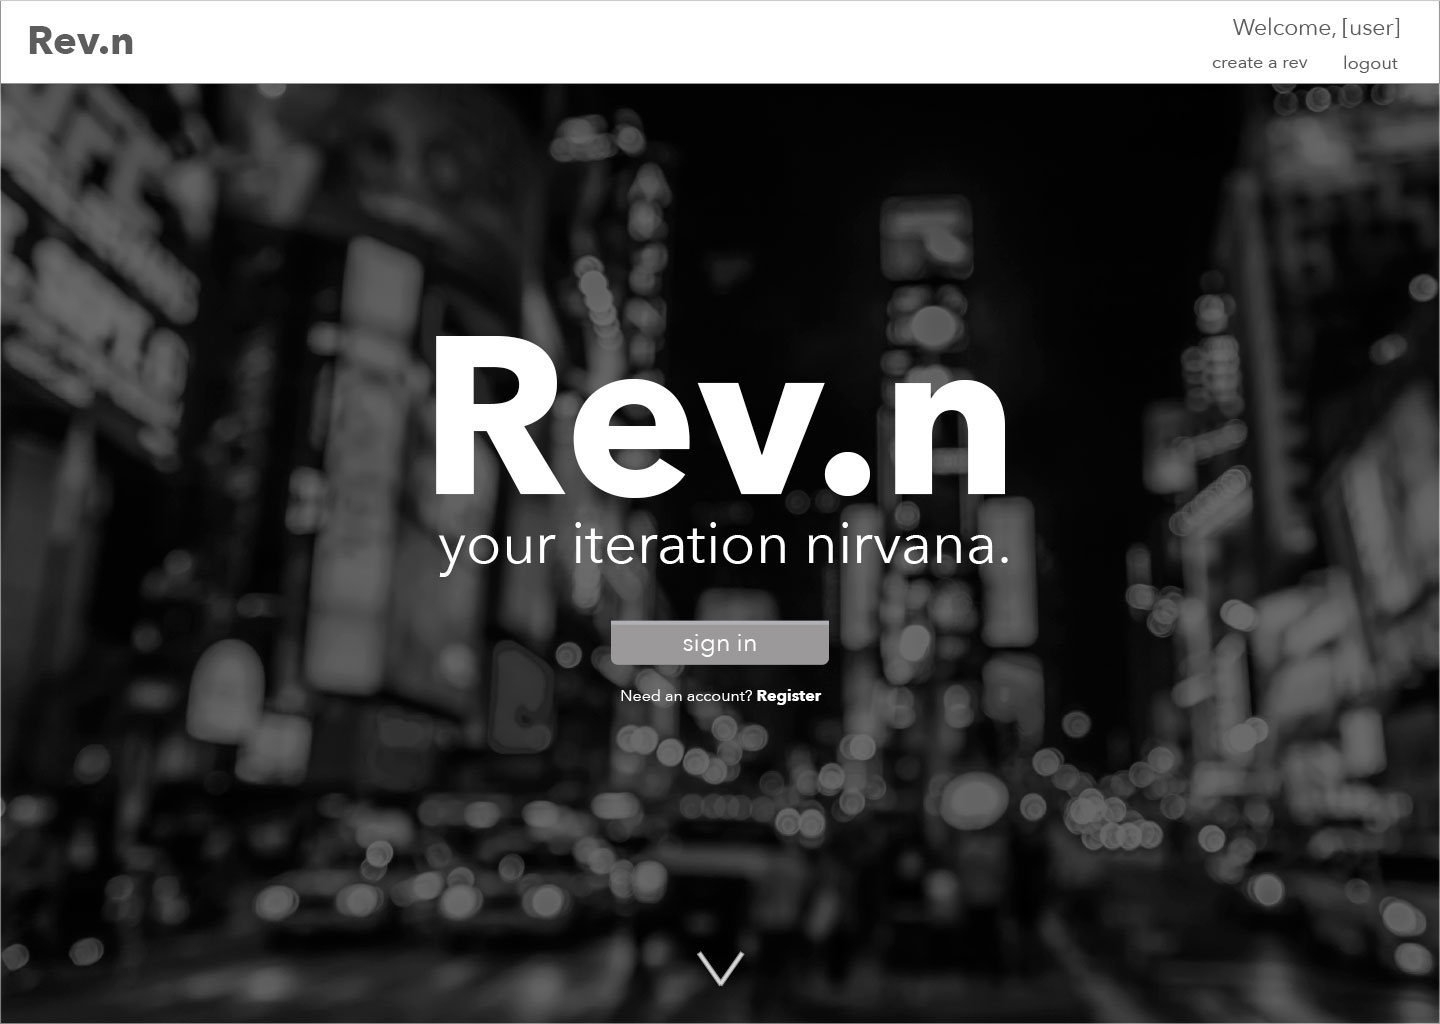 Rev.n
Welcome, [user]
create a rev
logout
Rev.n
your iteration nirvana.
sign in
Need an account? Register